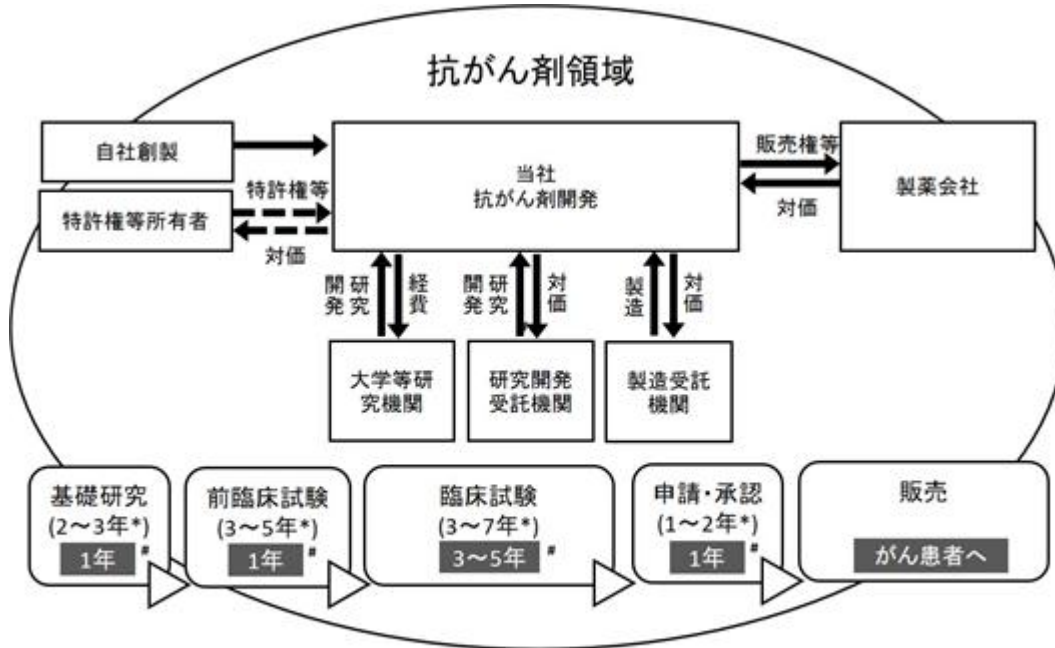 抗がん剤領域
自社創製
特許権等所有者
特許権等
対価
当社
抗がん剤開発
販売権等
対価
製薬会社
研究
開発
経費
研究
開発
対価
製造
対価
大学等研
究機関
研究開発
受託機関
製造受託
機関
基礎研究
(2～3年*)
1年 #
前臨床試験
(3～5年*)
1年 #
臨床試験
(3～7年*)
3～5年 #
申請・承認
(1～2年*)
1年 #
販売
がん患者へ